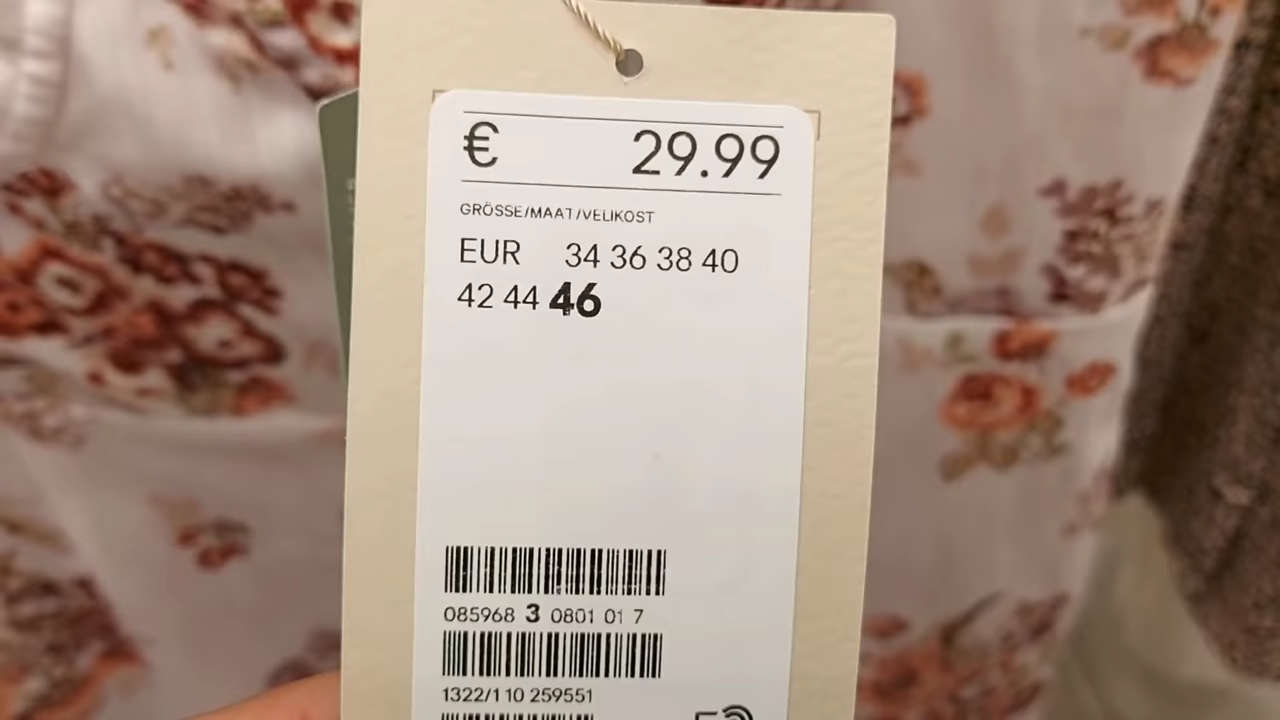 € 29.99
GRÖSSE/MAAT/VELIKOST
EUR 34 36 38 40
42 44 46
085968 3 0801 01 7
1322/1 10 259551